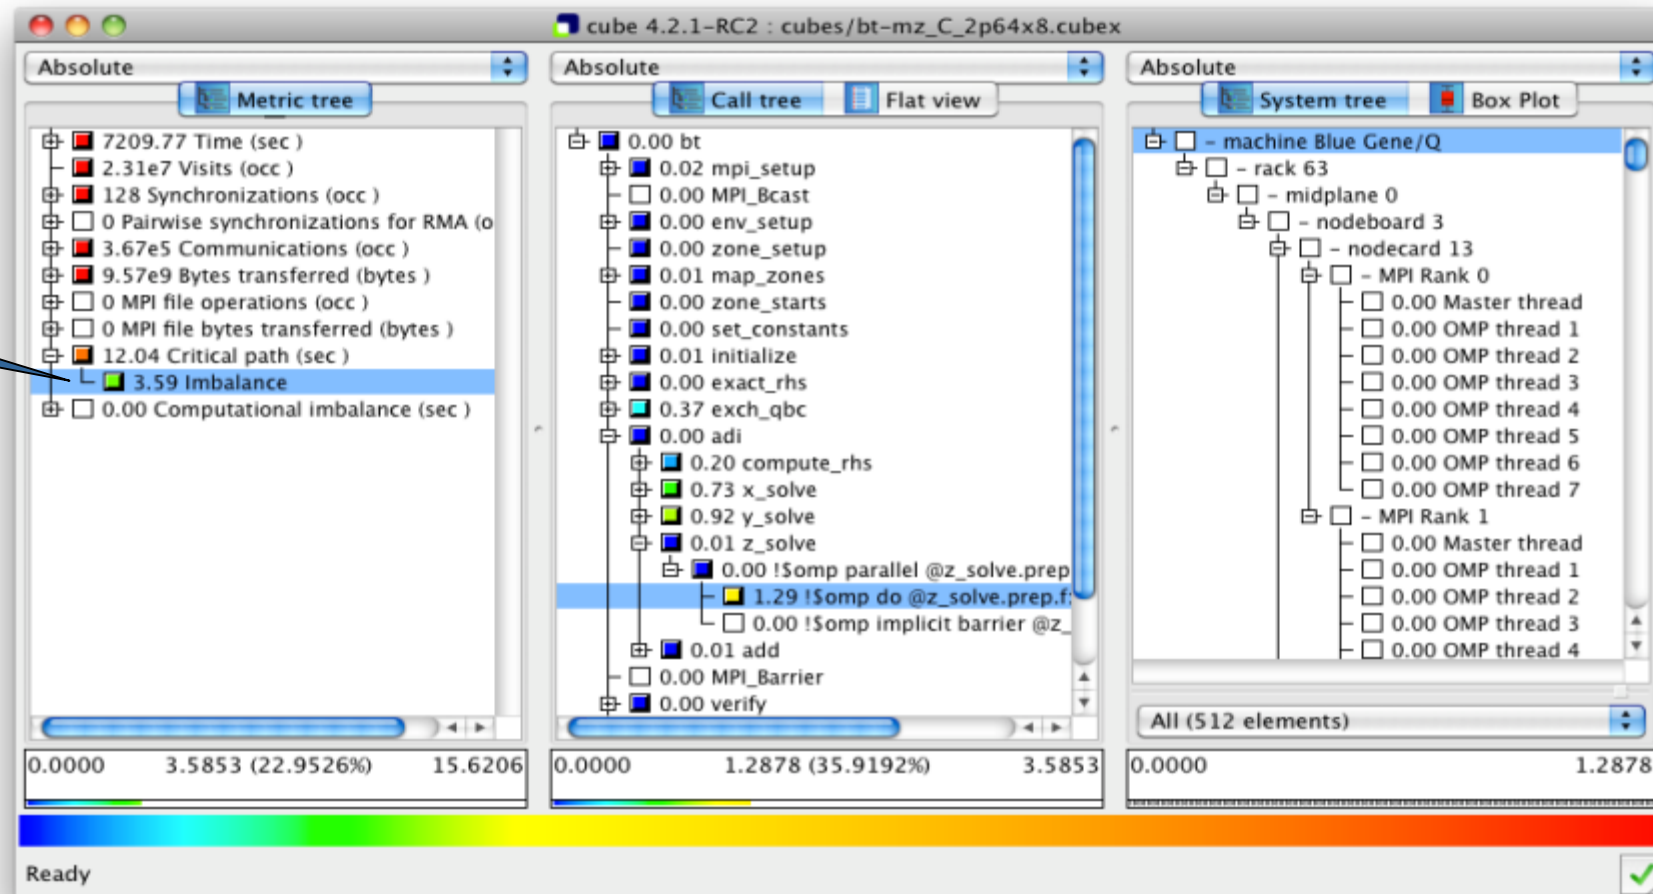 cube 4.2.1-RC2 : cubes/bt-mz_C_2p64x8.cubex
Absolute
Metric tree
7209.77 Time (sec )
2.31e7 Visits (occ )
128 Synchronizations (occ )
0 Pairwise synchronizations for RMA (o
3.67e5 Communications (occ )
9.57e9 Bytes transferred (bytes )
0 MPI file operations (occ )
0 MPI file bytes transferred (bytes )
12.04 Critical path (sec )
3.59 Imbalance
0.00 Computational imbalance (sec )
0.0000 3.5853 (22.9526%) 15.6206
Absolute
Call tree Flat view
0.00 bt
0.02 mpi_setup
0.00 MPI_Bcast
0.00 env_setup
0.00 zone_setup
0.01 map_zones
0.00 zone_starts
0.00 set_constants
0.01 initialize
0.00 exact_rhs
0.37 exch_qbc
0.00 adi
0.20 compute_rhs
0.73 x_solve
0.92 y_solve
0.01 z_solve
0.00 !$omp parallel @z_solve.prep
1.29 !$omp do @z_solve.prep.f:
0.00 !$omp implicit barrier @z_
0.01 add
0.00 MPI_Barrier
0.00 verify
0.0000 1.2878 (35.9192%) 3.5853
Absolute
System tree Box Plot
- machine Blue Gene/Q
- rack 63
- midplane 0
- nodeboard 3
- nodecard 13
- MPI Rank 0
0.00 Master thread
0.00 OMP thread 1
0.00 OMP thread 2
0.00 OMP thread 3
0.00 OMP thread 4
0.00 OMP thread 5
0.00 OMP thread 6
0.00 OMP thread 7
- MPI Rank 1
0.00 Master thread
0.00 OMP thread 1
0.00 OMP thread 2
0.00 OMP thread 3
0.00 OMP thread 4
All (512 elements)
0.0000 1.2878
Ready